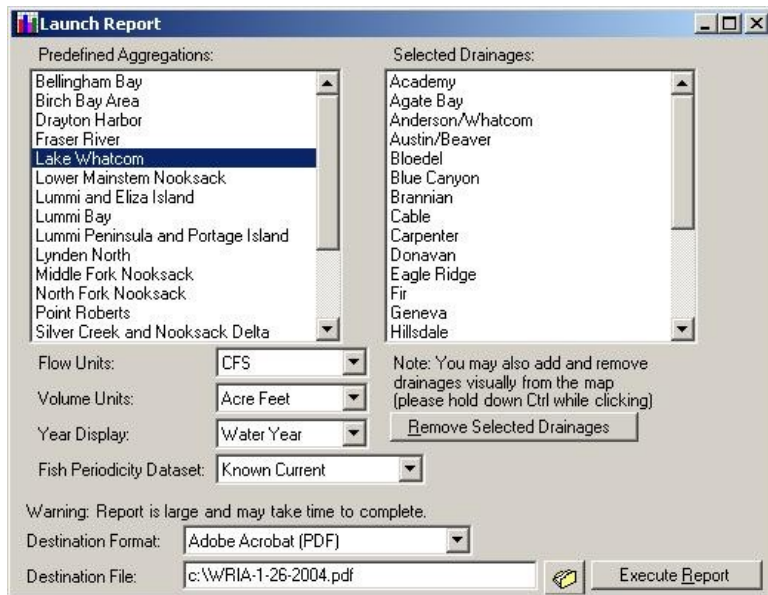 Launch Report
Predefined Aggregations:
Bellingham Bay
Birch Bay Area
Drayton Harbor
Fraser River
Lake Whatcom
Lower Mainstem Nooksack
Lummi and Eliza Island
Lummi Bay
Lummi Peninsula and Portage Island
Lynden North
Middle Fork Nooksack
North Fork Nooksack
Point Roberts
Silver Creek and Nooksack Delta
Selected Drainages:
Academy
Agate Bay
Anderson/Whatcom
Austin/Beaver
Bloedel
Blue Canyon
Brannian
Cable
Carpenter
Donavan
Eagle Ridge
Fir
Geneva
Hillsdale
Flow Units: CFS
Volume Units: Acre Feet
Year Display: Water Year
Fish Periodicity Dataset: Known Current
Note: You may also add and remove
drainages visually from the map
(please hold down Ctrl while clicking)
Remove Selected Drainages
Warning: Report is large and may take time to complete.
Destination Format: Adobe Acrobat (PDF)
Destination File: c:\WRIA-1-26-2004.pdf
Execute Report